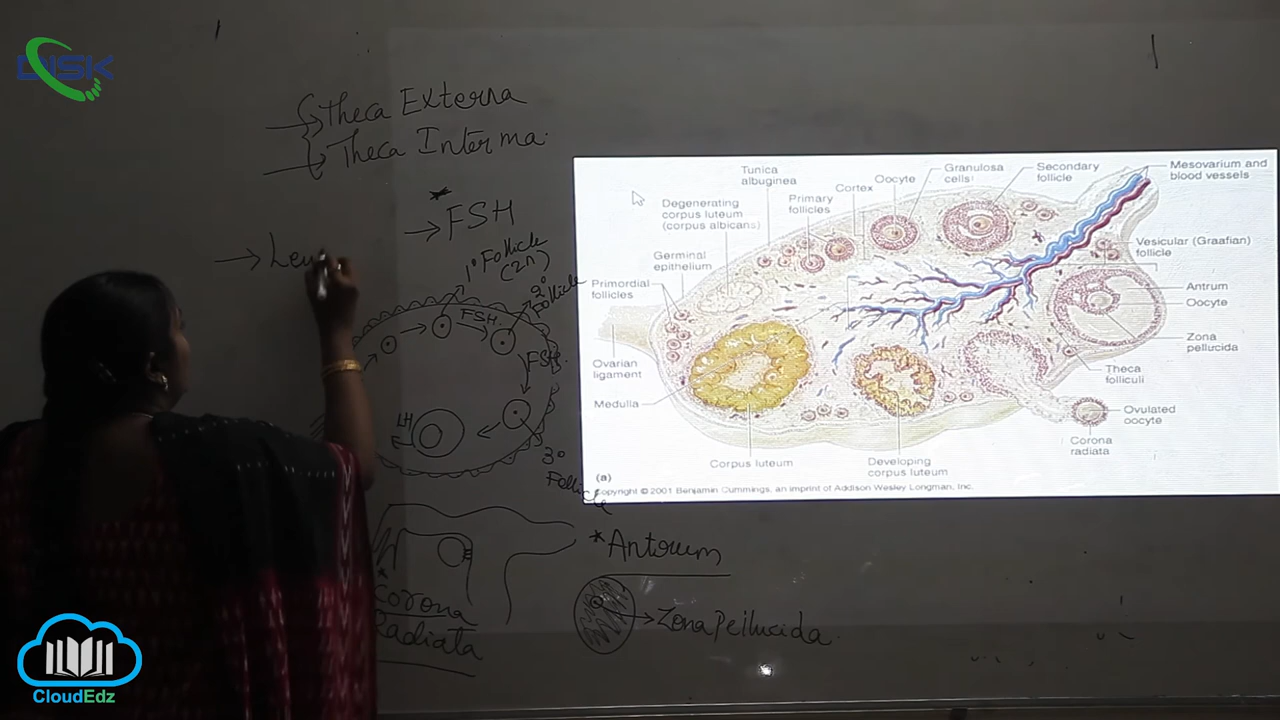 DISK
Theca Externa
Theca Interma
* FSH
→ Leu
1° Follicle
(2n)
2°
Follicle
FSH.
FSH.
LH
3°
Follicle
*Antrum
*Corona
Radiata
→ Zona Pellucida
Tunica
albuginea
Degenerating
corpus luteum
(corpus albicans)
Primary
follicles
Cortex
Oocyte
Granulosa
cells
Secondary
follicle
Mesovarium and
blood vessels
Germinal
epithelium
Primordial
follicles
Vesicular (Graafian)
follicle
Antrum
Oocyte
Zona
pellucida
Theca
folliculi
Ovarian
ligament
Medulla
Ovulated
oocyte
Corona
radiata
Corpus luteum
Developing
corpus luteum
(a)
Copyright © 2001 Benjamin Cummings, an imprint of Addison Wesley Longman, Inc.
CloudEdz